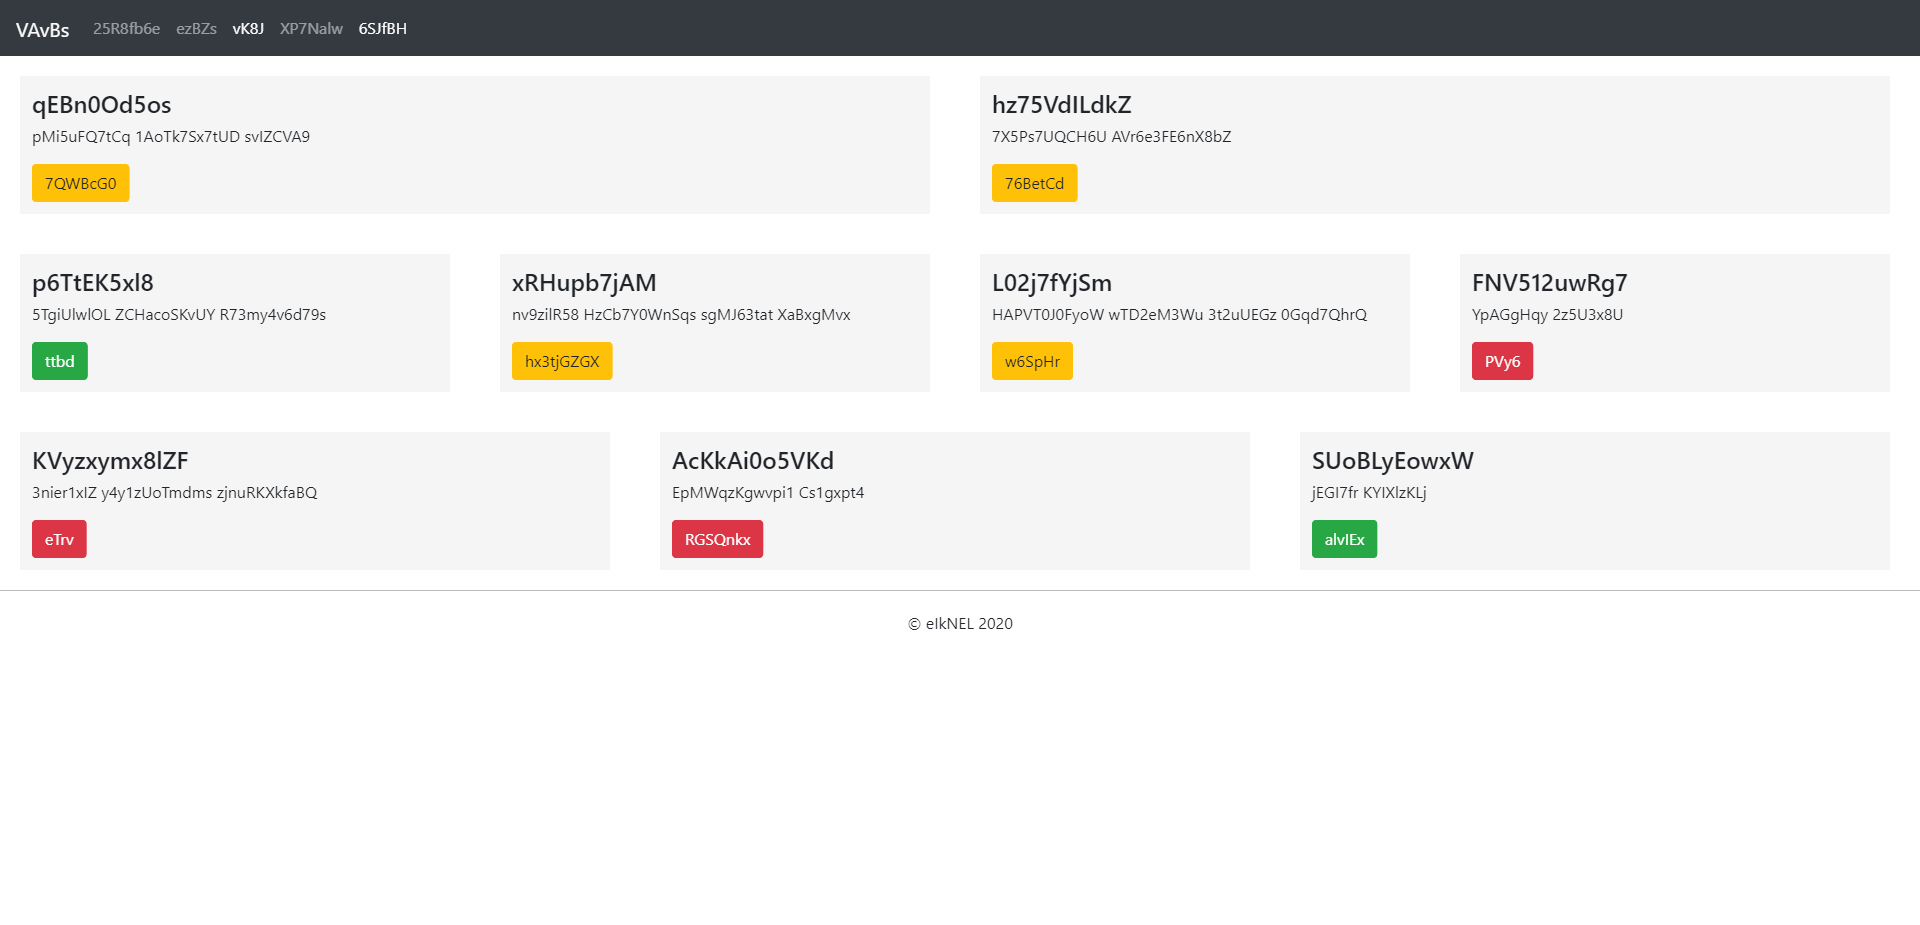 VAvBs 25R8fb6e ezBZs vK8J XP7Nalw 6SJfBH
qEBn0Od5os
pMi5uFQ7tCq 1AoTk7Sx7tUD svIZCVA9
7QWBcG0
hz75VdILdkZ
7X5Ps7UQCH6U AVr6e3FE6nX8bZ
76BetCd
p6TtEK5xl8
5TgiUlwlOL ZCHacoSKvUY R73my4v6d79s
ttbd
xRHupb7jAM
nv9zilR58 HzCb7Y0WnSqs sgMJ63tat XaBxgMvx
hx3tjGZGX
L02j7fYjSm
HAPVT0J0FyoW wTD2eM3Wu 3t2uUEGz 0Gqd7QhrQ
w6SpHr
FNV512uwRg7
YpAGgHqy 2z5U3x8U
PVy6
KVyzxymx8lZF
3nier1xIZ y4y1zUoTmdms zjnuRKXkfaBQ
eTrv
AcKkAi0o5VKd
EpMWqzKgwvpi1 Cs1gxpt4
RGSQnkx
SUoBLyEowxW
jEGI7fr KYIXlzKLj
alvIEx
© eIkNEL 2020